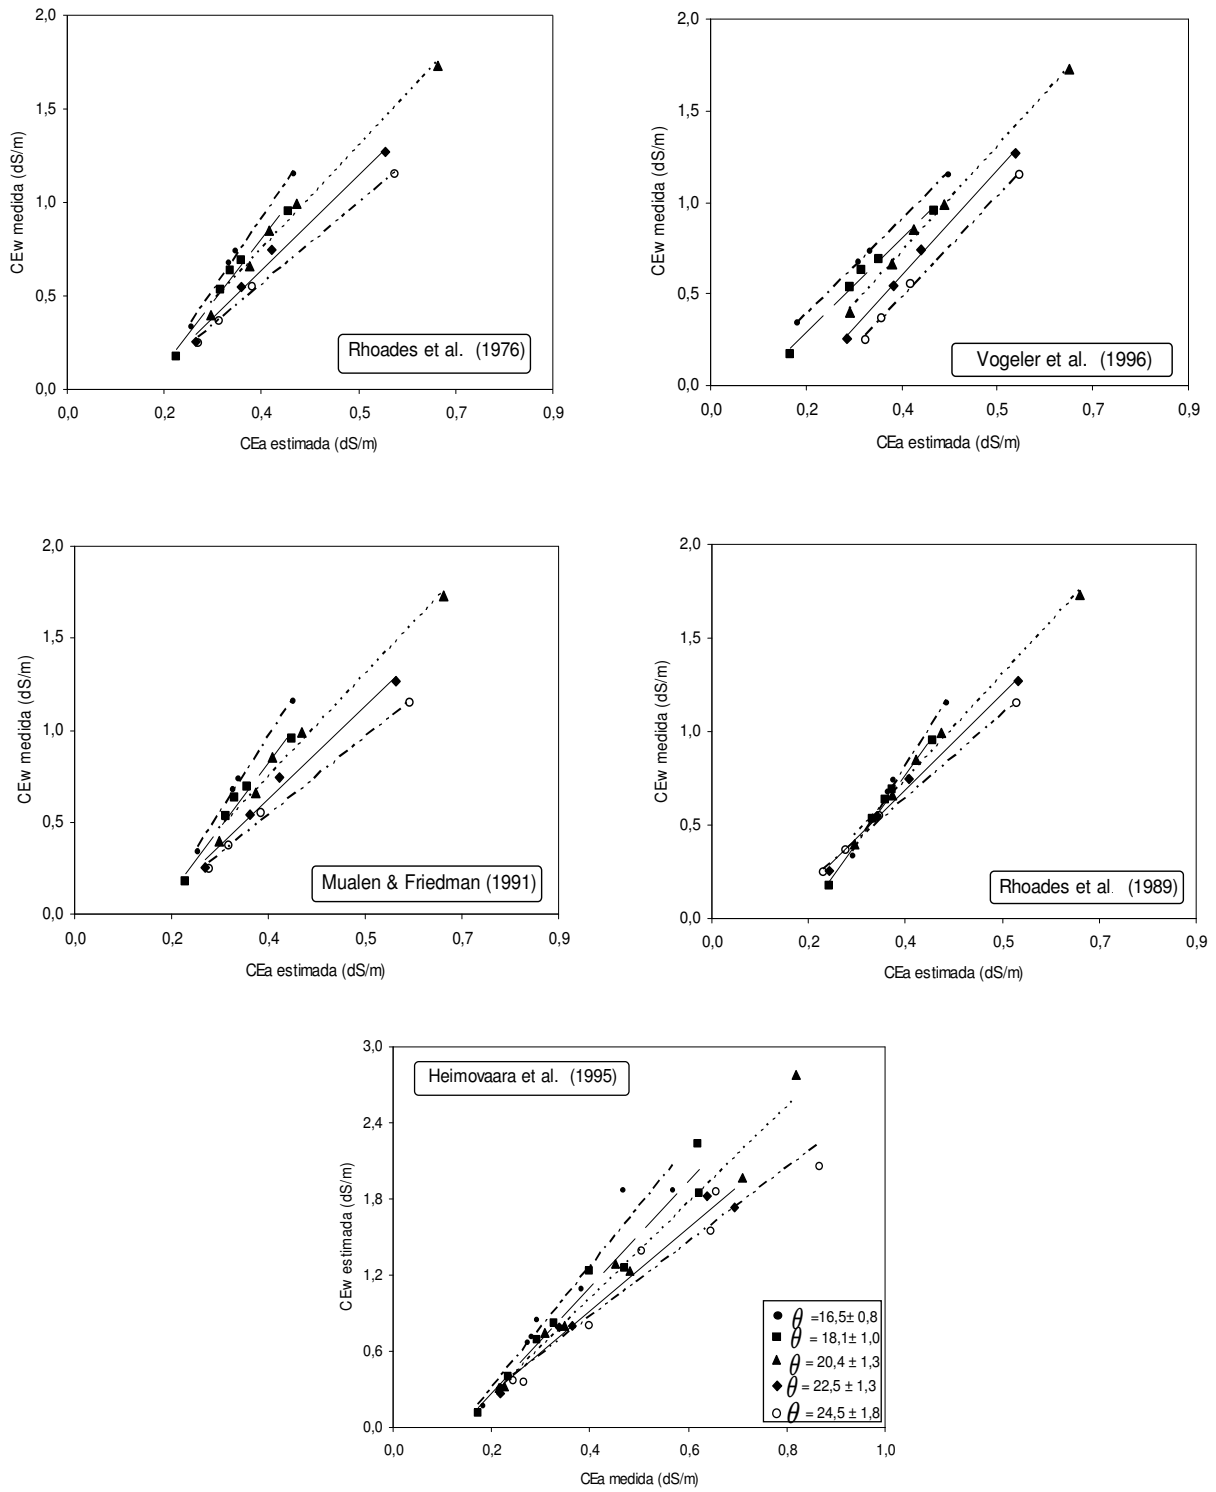 2,0
1,5
1,0
0,5
0,0
CEw medida (dS/m)
Rhoades et al. (1976)
0,0 0,2 0,4 0,5 0,7 0,9
CEa estimada (dS/m)
2,0
1,5
1,0
0,5
0,0
CEw medida (dS/m)
Vogeler et al. (1996)
0,0 0,2 0,4 0,5 0,7 0,9
CEa estimada (dS/m)
2,0
1,5
1,0
0,5
0,0
CEw medida (dS/m)
Mualen & Friedman (1991)
0,0 0,2 0,4 0,5 0,7 0,9
CEa estimada (dS/m)
2,0
1,5
1,0
0,5
0,0
CEw medida (dS/m)
Rhoades et al. (1989)
0,0 0,2 0,4 0,5 0,7 0,9
CEa estimada (dS/m)
3,0
2,4
1,8
1,2
0,6
0,0
CEw estimada (dS/m)
Heimovaara et al. (1995)
θ =16,5± 0,8
θ = 18,1± 1,0
θ = 20,4 ± 1,3
θ = 22,5 ± 1,3
θ = 24,5 ± 1,8
0,0 0,2 0,4 0,6 0,8 1,0
CEa medida (dS/m)